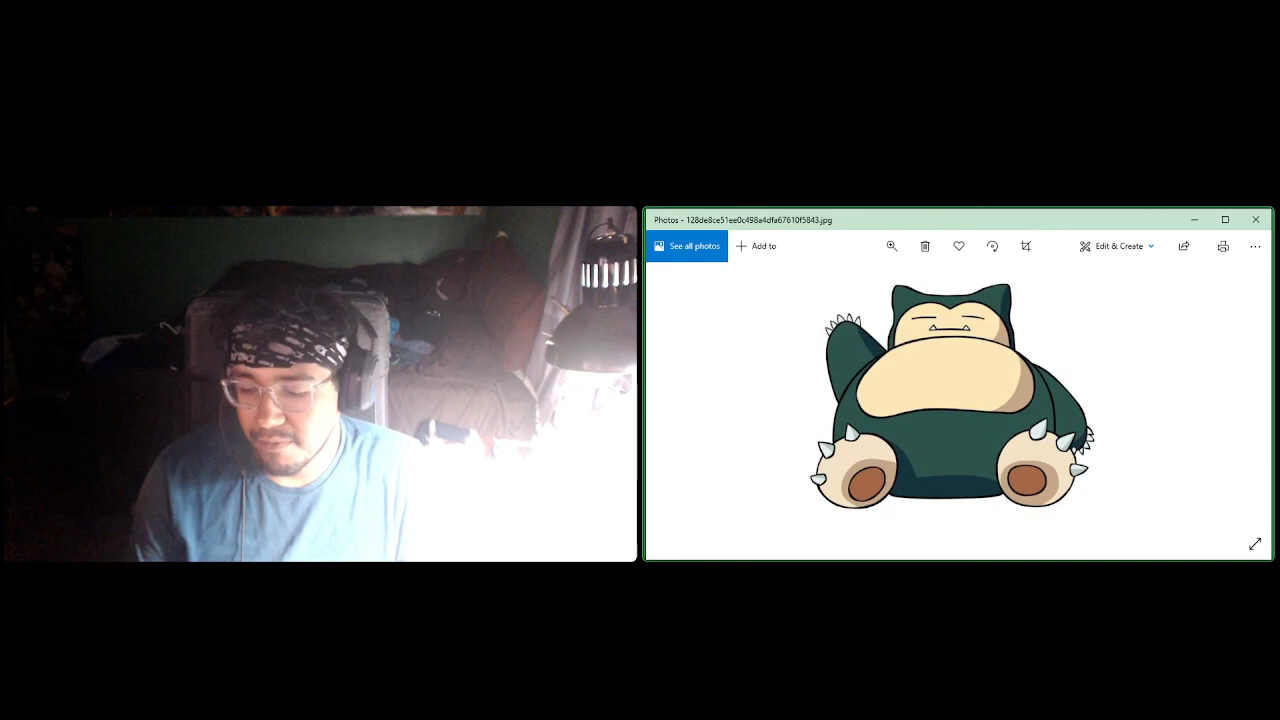 Photos - 128de8ce51ee0c498a4dfa67610f5843.jpg
See all photos
Add to
Edit & Create